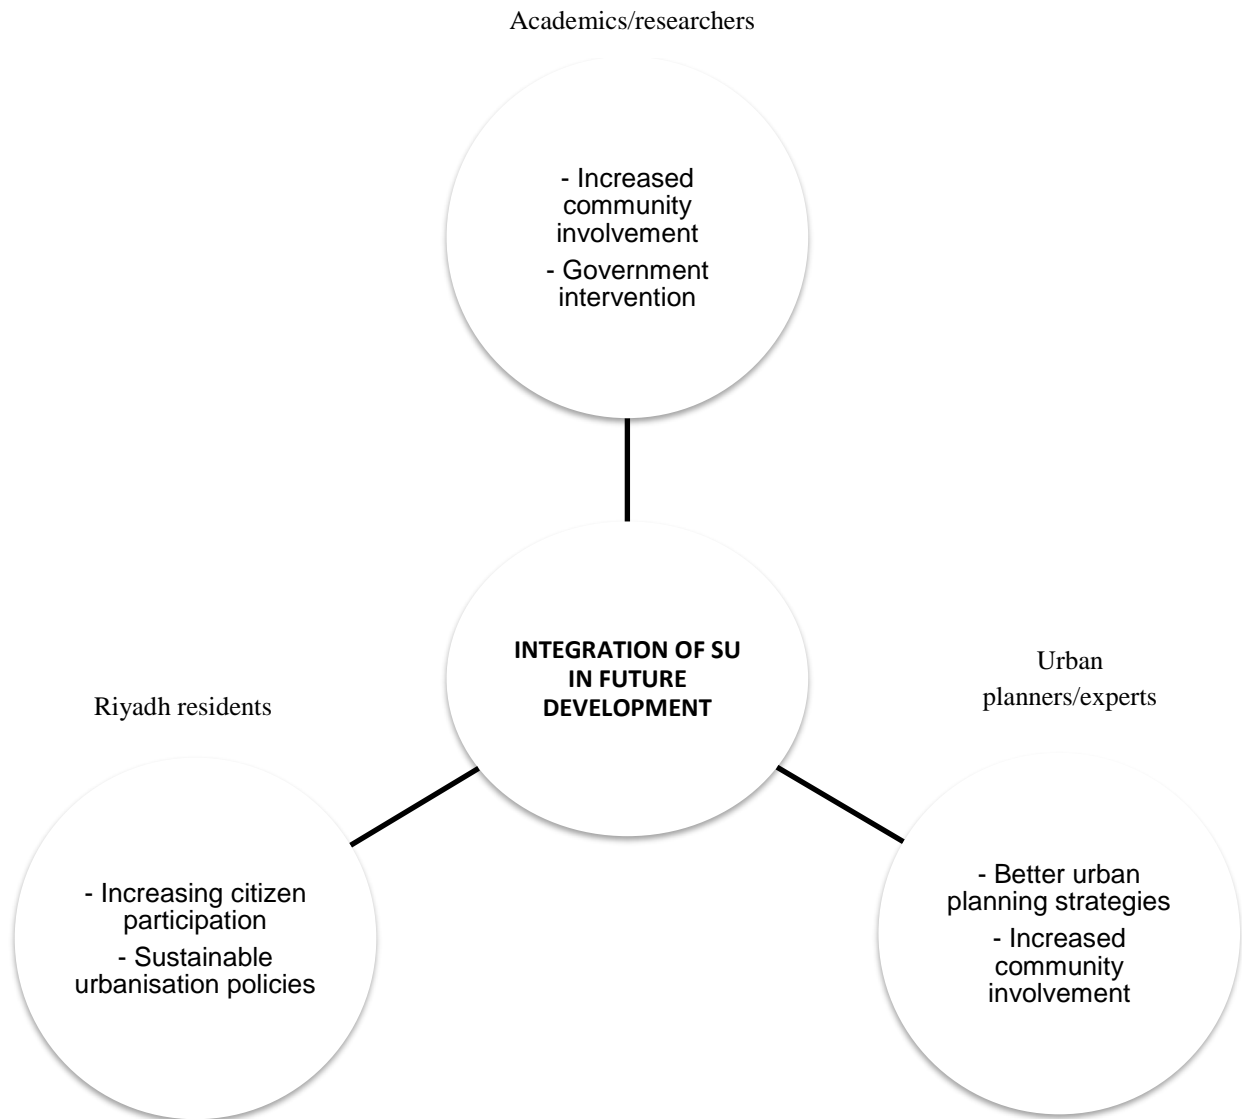 Academics/researchers
- Increased
community
involvement
- Government
intervention
INTEGRATION OF SU
IN FUTURE
DEVELOPMENT
Riyadh residents
- Increasing citizen
participation
- Sustainable
urbanisation policies
Urban
planners/experts
- Better urban
planning strategies
- Increased
community
involvement